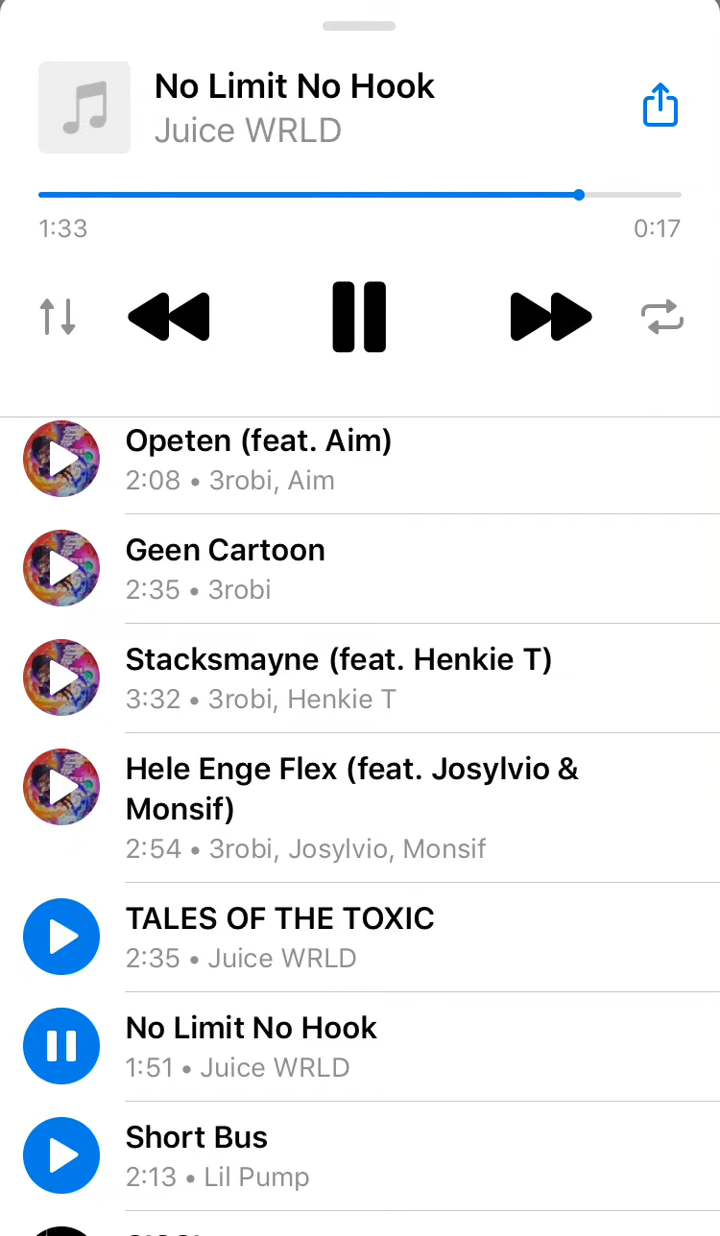 No Limit No Hook
Juice WRLD
1:33
0:17
Opeten (feat. Aim)
2:08 • 3robi, Aim
Geen Cartoon
2:35 • 3robi
Stacksmayne (feat. Henkie T)
3:32 • 3robi, Henkie T
Hele Enge Flex (feat. Josylvio &
Monsif)
2:54 • 3robi, Josylvio, Monsif
TALES OF THE TOXIC
2:35 • Juice WRLD
No Limit No Hook
1:51 • Juice WRLD
Short Bus
2:13 • Lil Pump